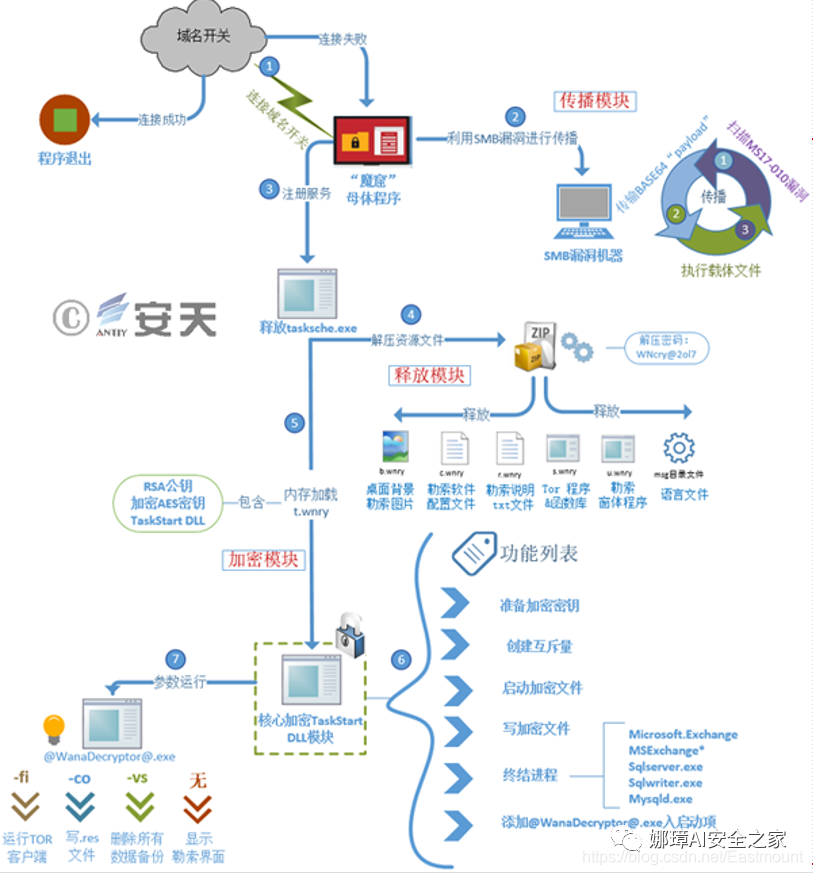 域名开关
连接失败
1
连接域名开关
连接成功
程序退出
“魔窟”
母体程序
2
利用SMB漏洞进行传播
传播模块
SMB漏洞机器
传输BASE64“payload”
扫描MS17-010漏洞
1
传播
2
3
执行载体文件
3
注册服务
释放tasksche.exe
© ANTIY 安天
4
解压资源文件
ZIP
ZIP
解压密码：
WNcry@2ol7
释放模块
释放
释放
5
b.wnry
桌面背景
勒索图片
c.wnry
勒索软件
配置文件
r.wnry
勒索说明
txt文件
s.wnry
Tor 程序
&函数库
u.wnry
勒索
窗体程序
msg目录文件
语言文件
RSA公钥
加密AES密钥
TaskStart DLL
包含
内存加载
t.wnry
加密模块
功能列表
准备加密密钥
创建互斥量
启动加密文件
写加密文件
终结进程
添加@WanaDecryptor@.exe入启动项
Microsoft.Exchange
MSExchange*
Sqlserver.exe
Sqlwriter.exe
Mysqld.exe
6
核心加密TaskStart
DLL模块
7
参数运行
@WanaDecryptor@.exe
-fi
运行TOR
客户端
-co
写.res
文件
-vs
删除所有
数据备份
无
显示
勒索界面
娜璋AI安全之家
https://blog.csdn.net/Eastmount